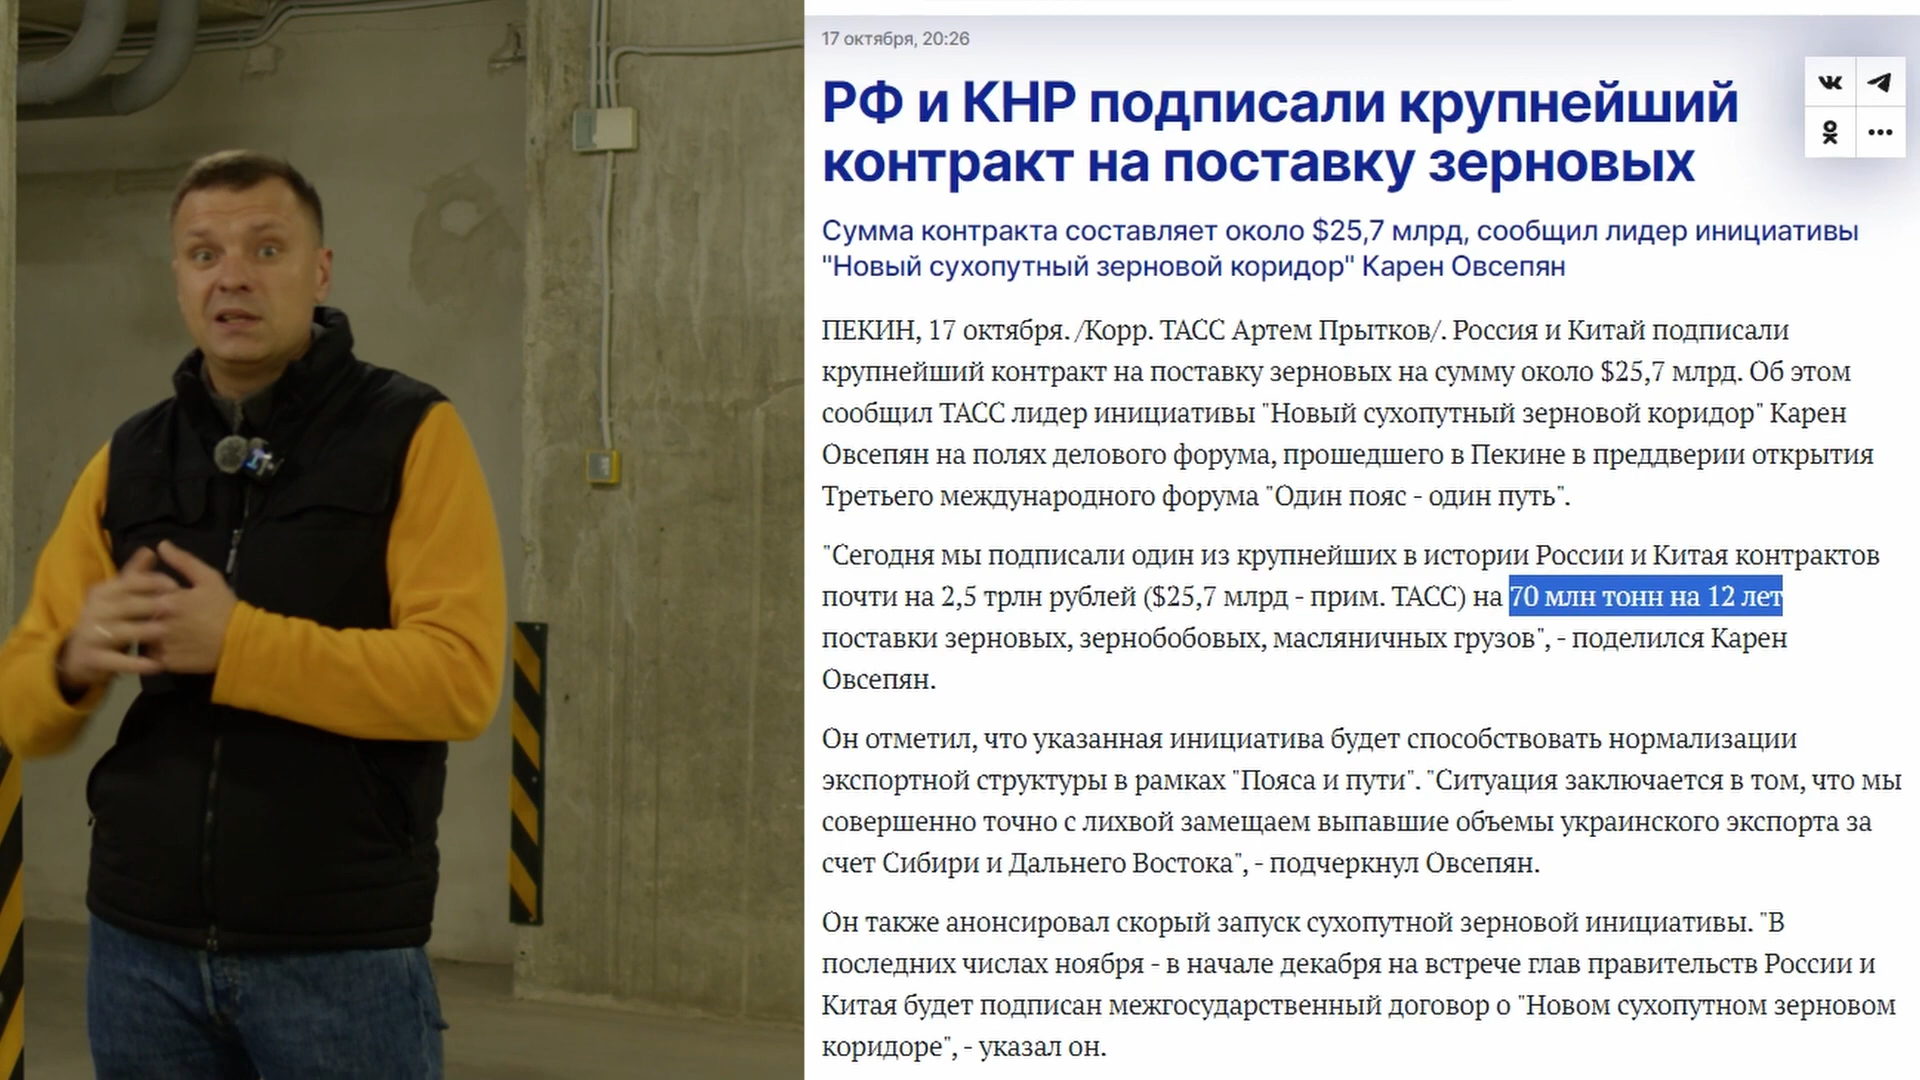 17 октября, 20:26
РФ и КНР подписали крупнейший
контракт на поставку зерновых
Сумма контракта составляет около $25,7 млрд, сообщил лидер инициативы
"Новый сухопутный зерновой коридор" Карен Овсепян
ПЕКИН, 17 октября. /Корр. ТАСС Артем Прытков/. Россия и Китай подписали
крупнейший контракт на поставку зерновых на сумму около $25,7 млрд. Об этом
сообщил ТАСС лидер инициативы "Новый сухопутный зерновой коридор" Карен
Овсепян на полях делового форума, прошедшего в Пекине в преддверии открытия
Третьего международного форума "Один пояс - один путь".
"Сегодня мы подписали один из крупнейших в истории России и Китая контрактов
почти на 2,5 трлн рублей ($25,7 млрд - прим. ТАСС) на 70 млн тонн на 12 лет
поставки зерновых, зернобобовых, масляничных грузов", - поделился Карен
Овсепян.
Он отметил, что указанная инициатива будет способствовать нормализации
экспортной структуры в рамках "Пояса и пути". "Ситуация заключается в том, что мы
совершенно точно с лихвой замещаем выпавшие объемы украинского экспорта за
счет Сибири и Дальнего Востока", - подчеркнул Овсепян.
Он также анонсировал скорый запуск сухопутной зерновой инициативы. "В
последних числах ноября - в начале декабря на встрече глав правительств России и
Китая будет подписан межгосударственный договор о "Новом сухопутном зерновом
коридоре", - указал он.